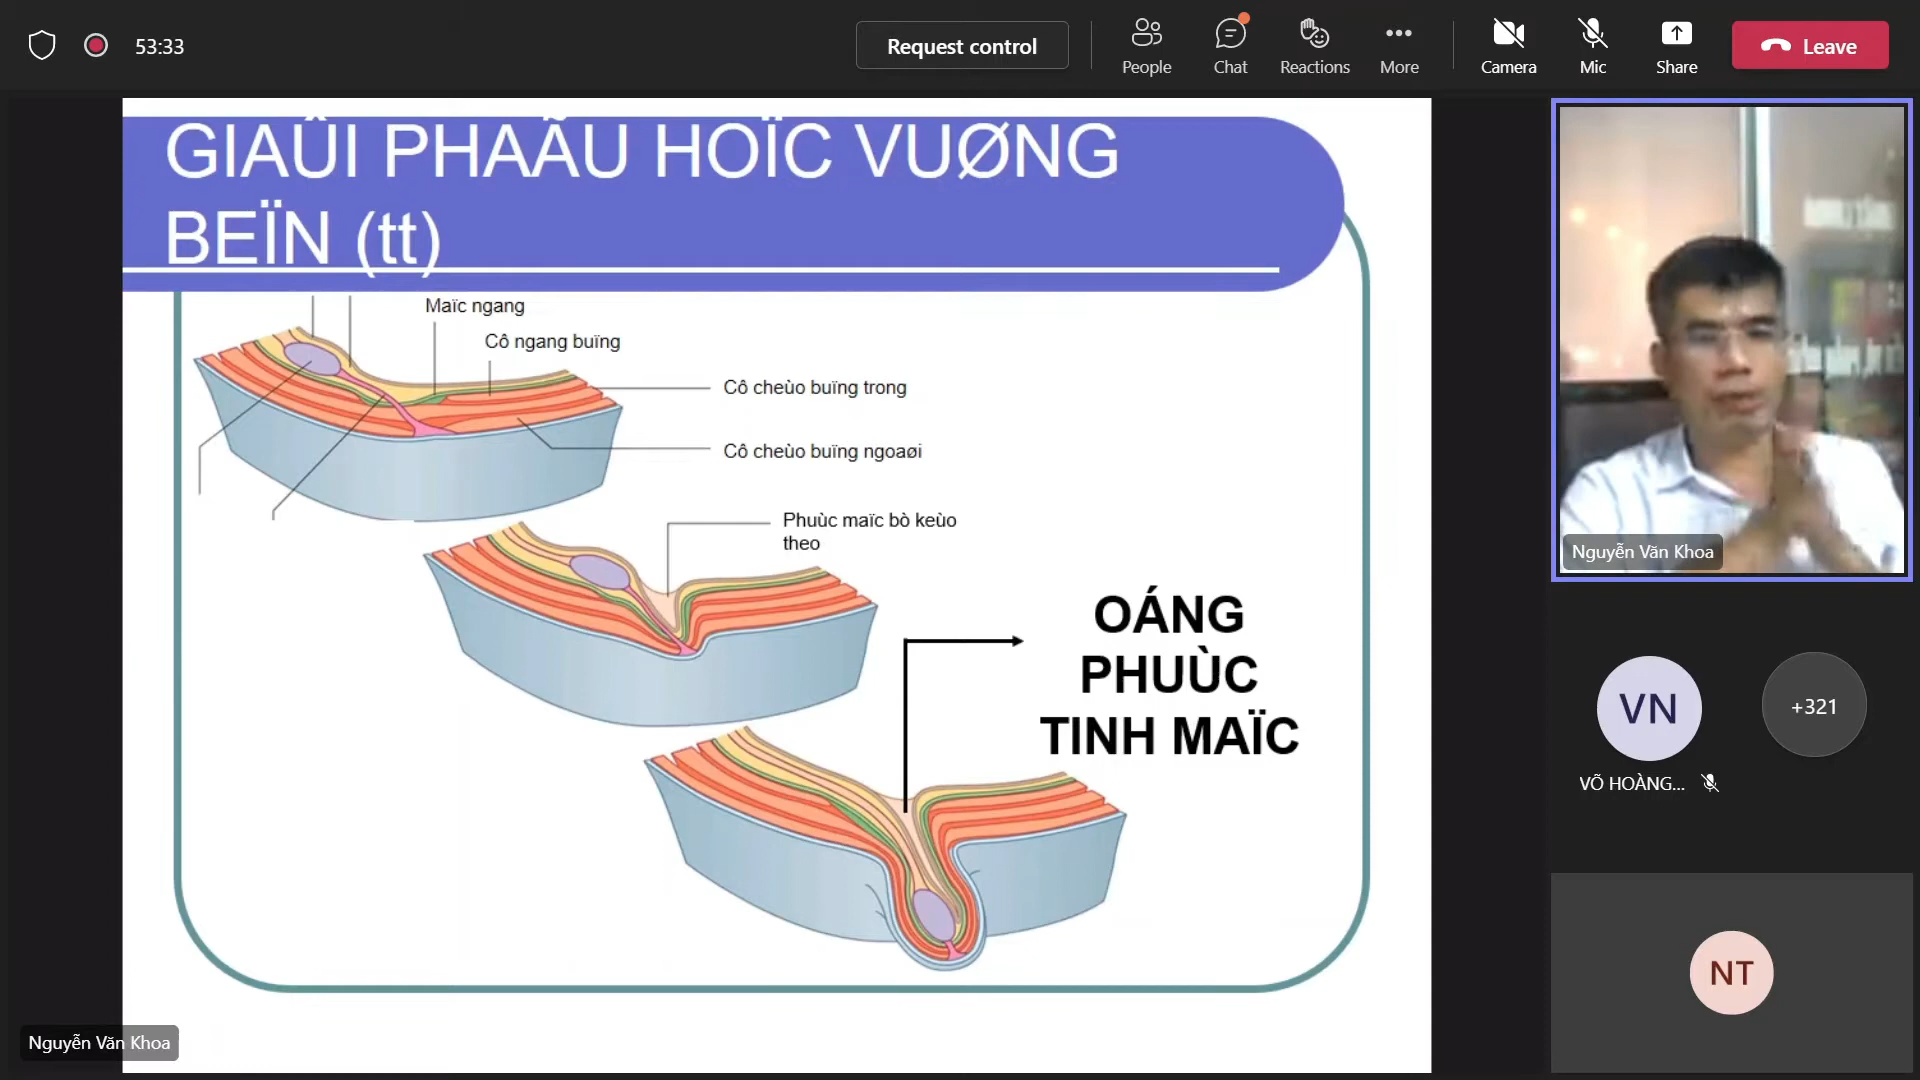 53:33
Request control
People
Chat
Reactions
More
Camera
Mic
Share
Leave
GIAÛI PHAÃU HOÏC VUØNG
BEÏN (tt)
Maïc ngang
Cô ngang buïng
Cô cheùo buïng trong
Cô cheùo buïng ngoaøi
Phuùc maïc bò keùo
theo
OÁNG
PHUÙC
TINH MAÏC
Nguyễn Văn Khoa
VN
+321
VÕ HOÀNG...
NT
Nguyễn Văn Khoa